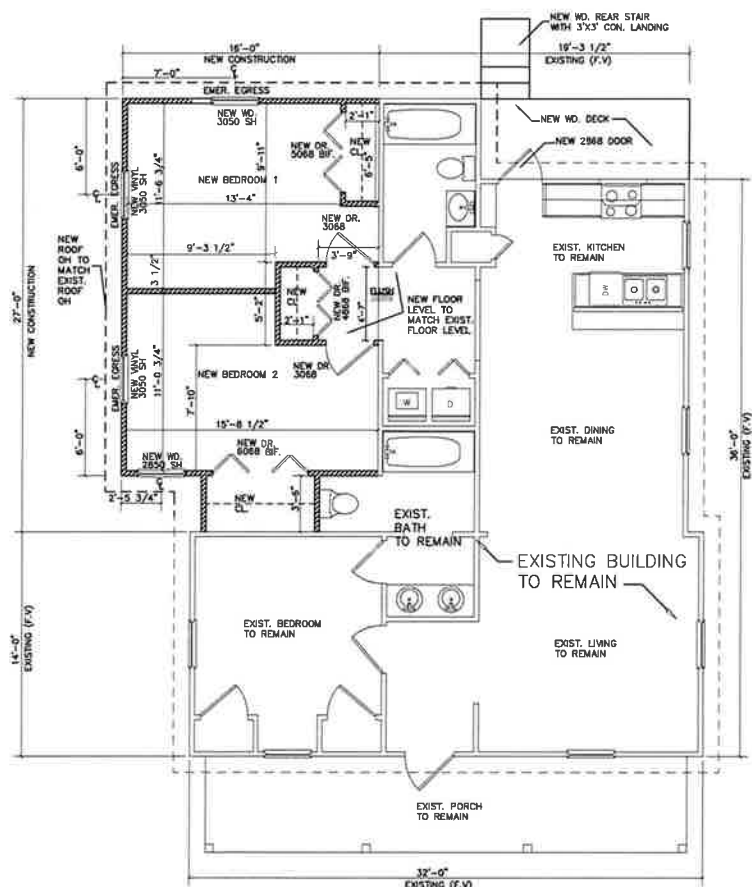 NEW WD. REAR STAIR
WITH 3'X3' CON. LANDING
16'-0"
NEW CONSTRUCTION
19'-3 1/2"
EXISTING (F.V)
7'-0"
EMER. EGRESS
NEW WD.
3050 SH
NEW WD. DECK
NEW 2868 DOOR
6'-0"
EMER. EGRESS
NEW VINYL
3050 SH
11'-6 3/4"
9'-11"
NEW DR.
5068 BIF.
2'-1"
NEW
CL.
6'-5"
NEW BEDROOM 1
13'-4"
NEW DR.
3068
3'-9"
9'-3 1/2"
3 1/2"
NEW
ROOF
OH TO
MATCH
EXIST.
ROOF
OH
27'-0"
NEW CONSTRUCTION
EXIST. KITCHEN
TO REMAIN
DW
NEW
CL.
2'-1"
NEW DR.
4068 BIF.
4'-7"
FLUSH
NEW FLOOR
LEVEL TO
MATCH EXIST.
FLOOR LEVEL
5'-2"
NEW DR
3068
EMER. EGRESS
NEW VINYL
3050 SH
11'-0 3/4"
NEW BEDROOM 2
7'-10"
W
D
15'-8 1/2"
6'-0"
NEW DR.
6068 BIF.
NEW WD.
2850 SH
2'-5 3/4"
NEW
CL.
3'-6"
EXIST. DINING
TO REMAIN
36'-0"
EXISTING (F.V)
EXIST.
BATH
TO REMAIN
EXISTING BUILDING
TO REMAIN
EXIST. BEDROOM
TO REMAIN
EXIST. LIVING
TO REMAIN
14'-0"
EXISTING (F.V)
EXIST. PORCH
TO REMAIN
32'-0"
EXISTING (F.V)